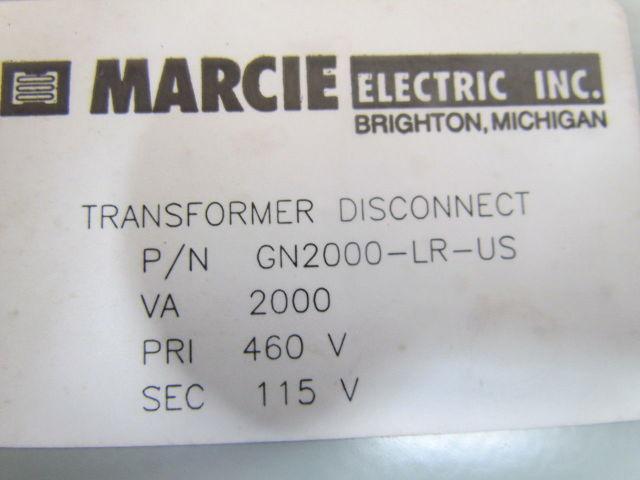 MARCIE ELECTRIC INC.
BRIGHTON, MICHIGAN
TRANSFORMER DISCONNECT
P/N GN2000-LR-US
VA 2000
PRI 460 V
SEC 115 V